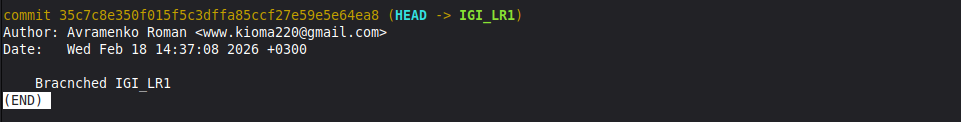 commit 35c7c8e350f015f5c3dffa85ccf27e59e5e64ea8 (HEAD -> IGI_LR1)
Author: Avramenko Roman <www.kioma220@gmail.com>
Date:   Wed Feb 18 14:37:08 2026 +0300
    Bracnched IGI_LR1
(END)